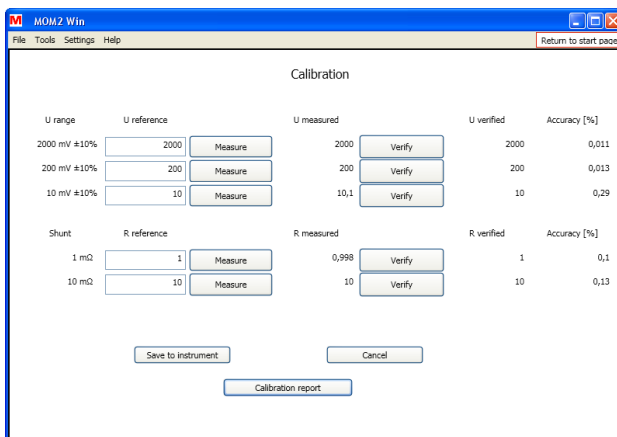 M MOM2 Win
File Tools Settings Help Return to start page
Calibration
U range U reference U measured U verified Accuracy [%]
2000 mV ±10% 2000 Measure 2000 Verify 2000 0,011
200 mV ±10% 200 Measure 200 Verify 200 0,013
10 mV ±10% 10 Measure 10,1 Verify 10 0,29
Shunt R reference R measured R verified Accuracy [%]
1 mΩ 1 Measure 0,998 Verify 1 0,1
10 mΩ 10 Measure 10 Verify 10 0,13
Save to instrument Cancel
Calibration report